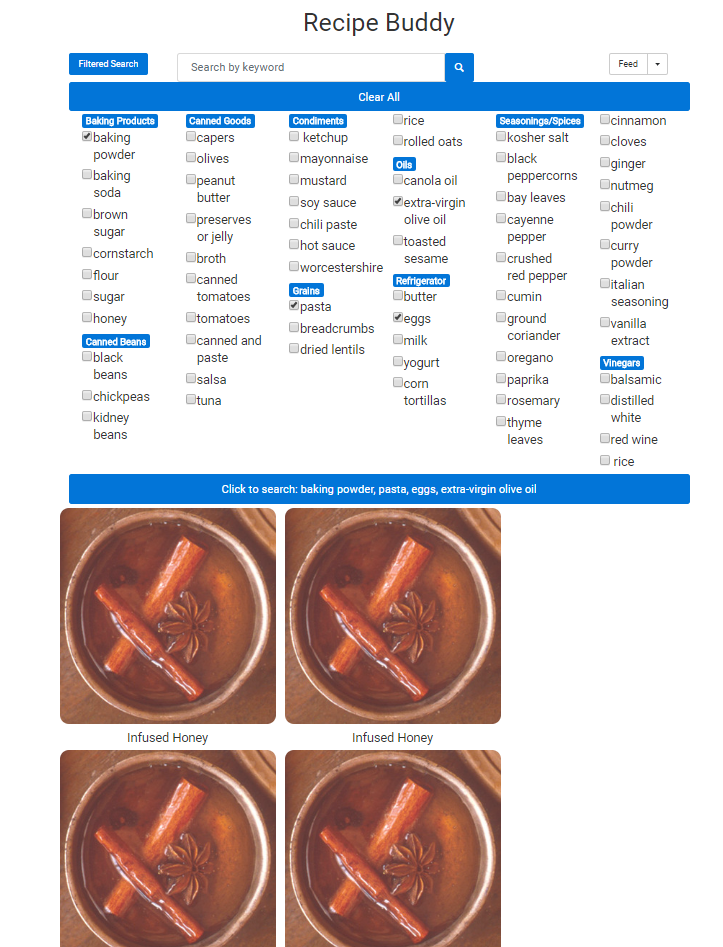 Recipe Buddy
Filtered Search
Search by keyword
Feed
Clear All
Baking Products
baking
powder
baking
soda
brown
sugar
cornstarch
flour
sugar
honey
Canned Beans
black
beans
chickpeas
kidney
beans
Canned Goods
capers
olives
peanut
butter
preserves
or jelly
broth
canned
tomatoes
tomatoes
canned and
paste
salsa
tuna
Condiments
ketchup
mayonnaise
mustard
soy sauce
chili paste
hot sauce
worcestershire
Grains
pasta
breadcrumbs
dried lentils
rice
rolled oats
Oils
canola oil
extra-virgin
olive oil
toasted
sesame
Refrigerator
butter
eggs
milk
yogurt
corn
tortillas
Seasonings/Spices
kosher salt
black
peppercorns
bay leaves
cayenne
pepper
crushed
red pepper
cumin
ground
coriander
oregano
paprika
rosemary
thyme
leaves
cinnamon
cloves
ginger
nutmeg
chili
powder
curry
powder
italian
seasoning
vanilla
extract
Vinegars
balsamic
distilled
white
red wine
rice
Click to search: baking powder, pasta, eggs, extra-virgin olive oil
Infused Honey
Infused Honey